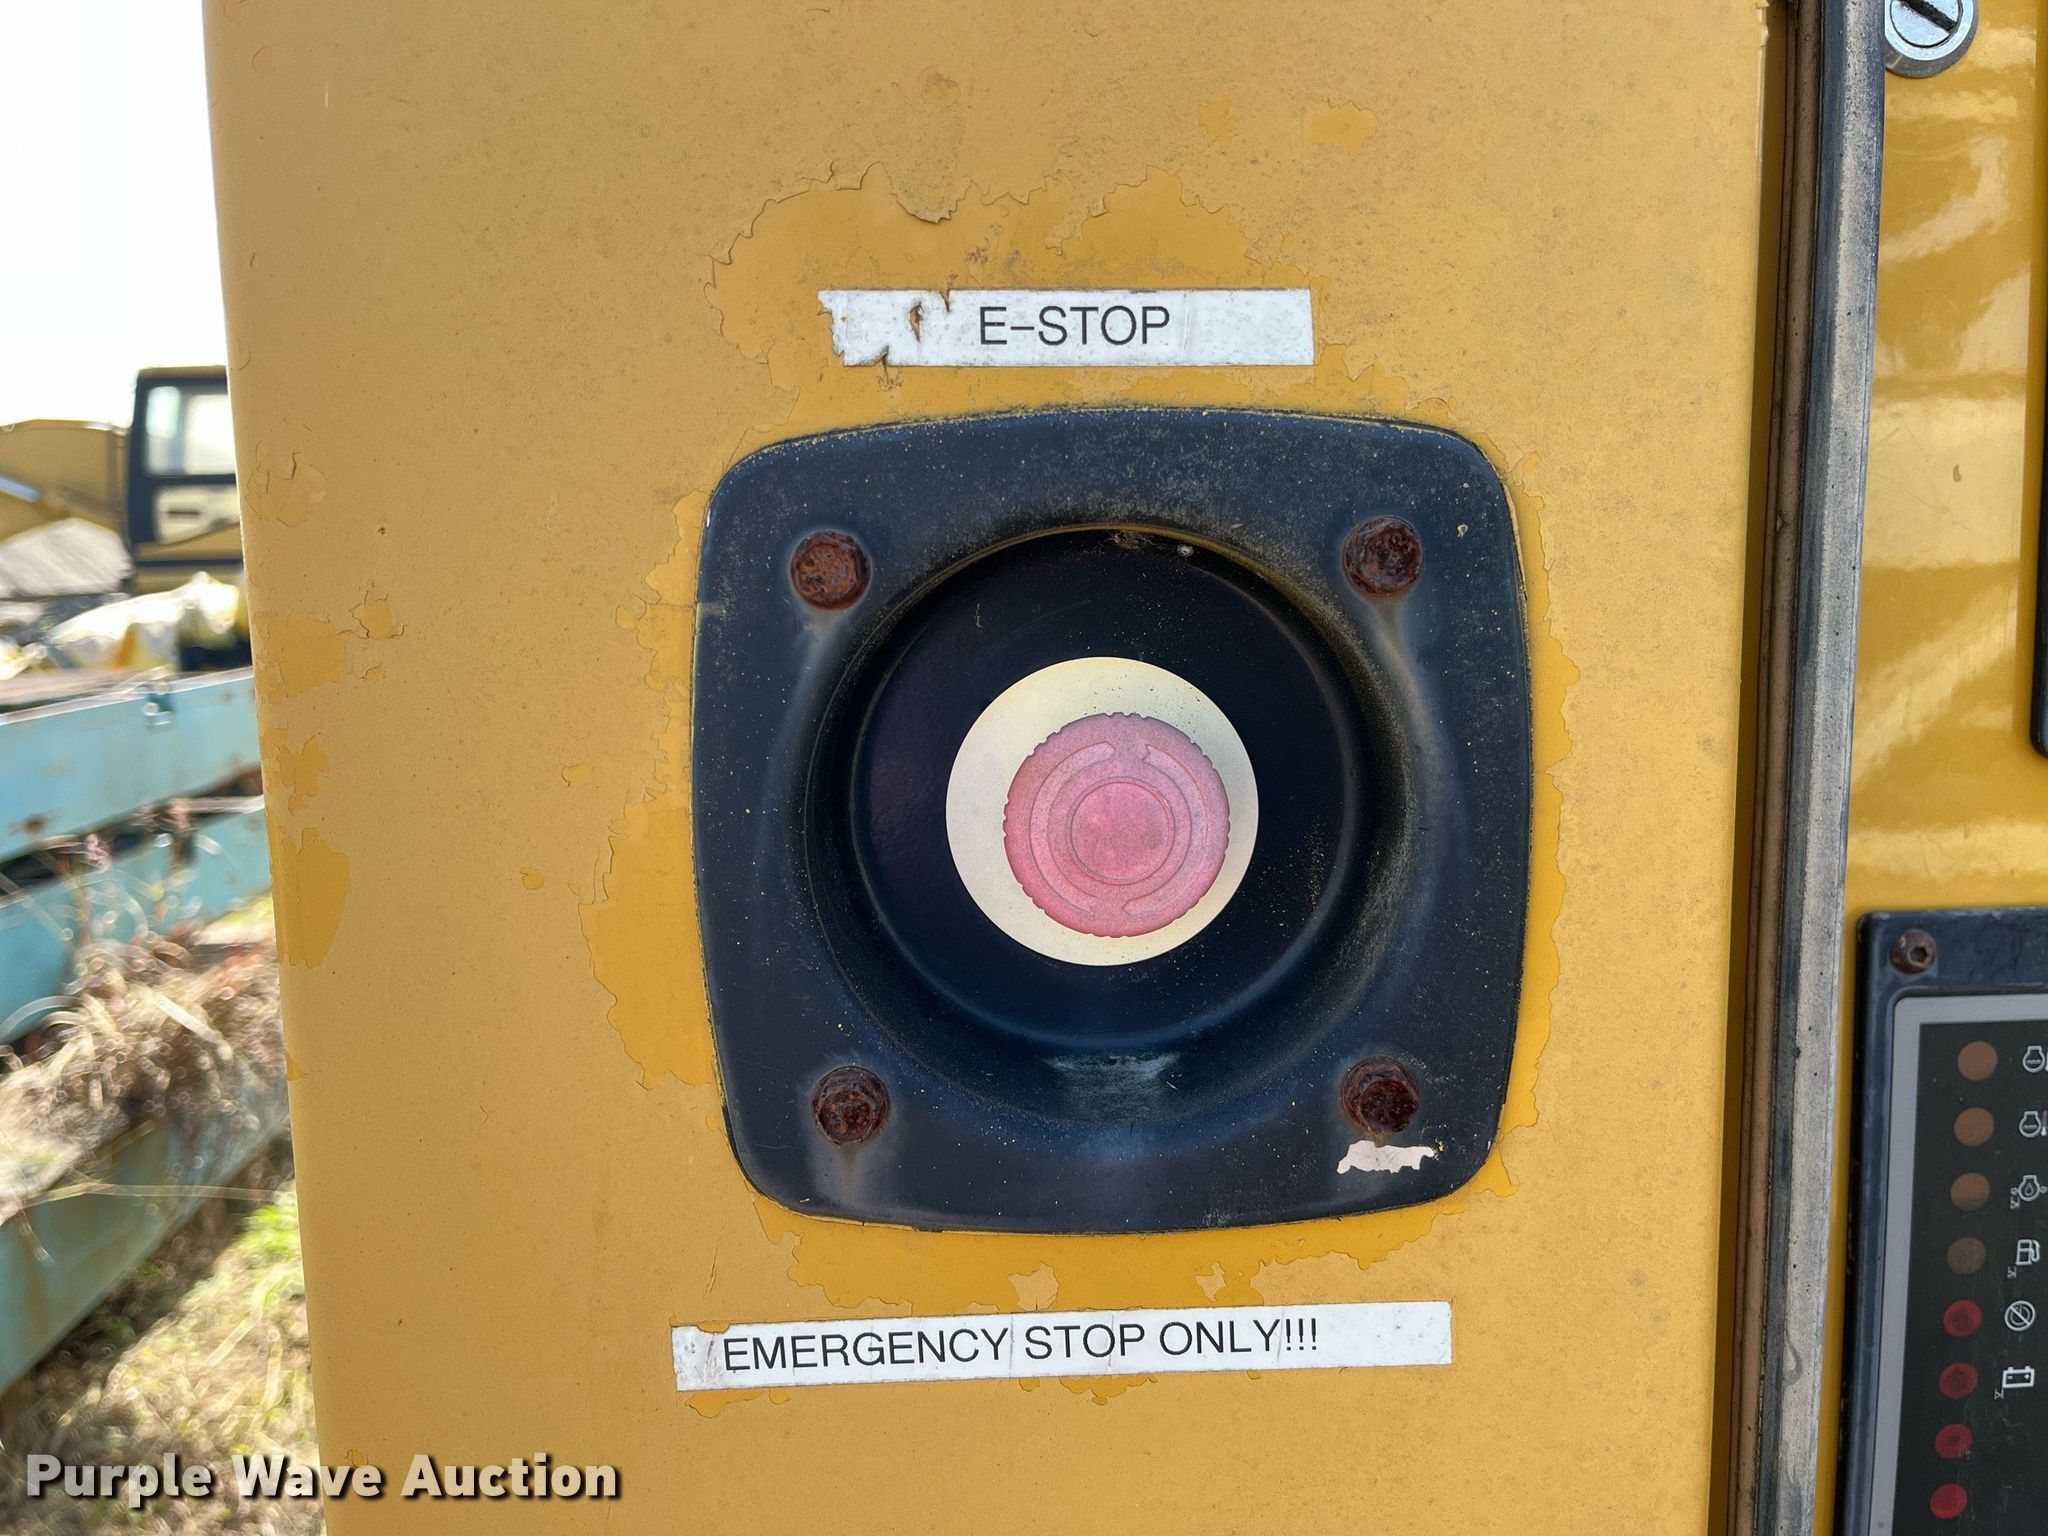 E-STOP
EMERGENCY STOP ONLY!!!
Purple Wave Auction